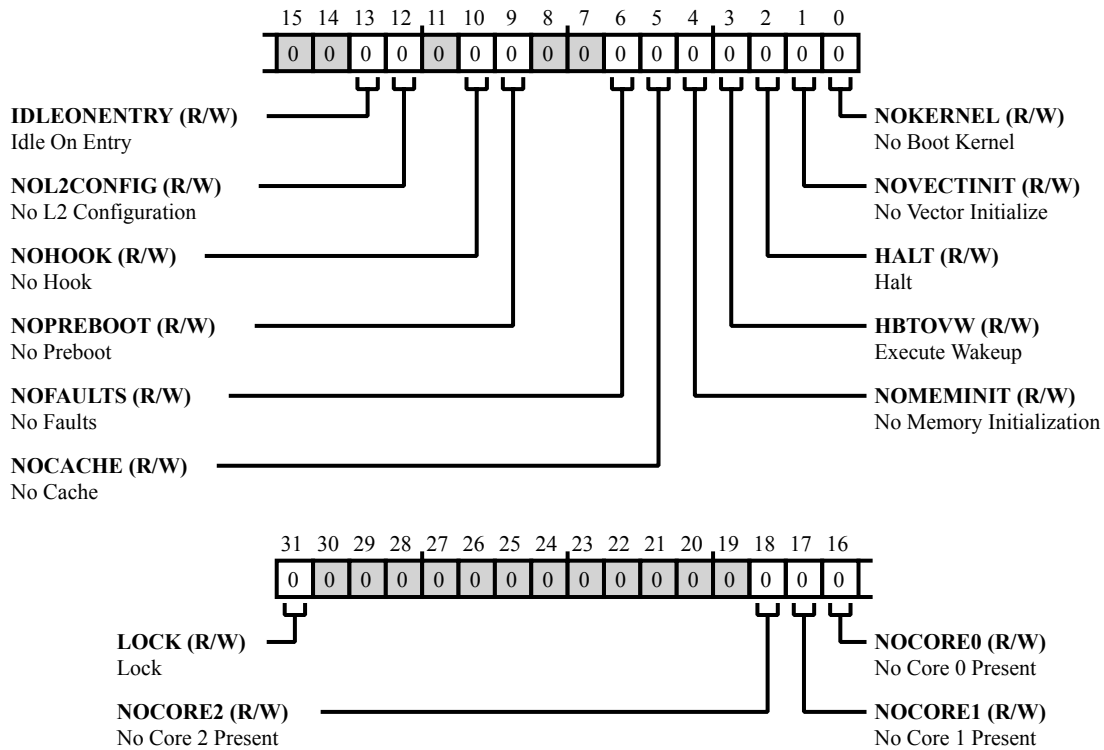 15 14 13 12 11 10 9 8 7 6 5 4 3 2 1 0
0 0 0 0 0 0 0 0 0 0 0 0 0 0 0 0
IDLEONENTRY (R/W)
Idle On Entry
NOL2CONFIG (R/W)
No L2 Configuration
NOHOOK (R/W)
No Hook
NOPREBOOT (R/W)
No Preboot
NOFAULTS (R/W)
No Faults
NOCACHE (R/W)
No Cache
NOKERNEL (R/W)
No Boot Kernel
NOVECTINIT (R/W)
No Vector Initialize
HALT (R/W)
Halt
HBTOVW (R/W)
Execute Wakeup
NOMEMINIT (R/W)
No Memory Initialization
31 30 29 28 27 26 25 24 23 22 21 20 19 18 17 16
0 0 0 0 0 0 0 0 0 0 0 0 0 0 0 0
LOCK (R/W)
Lock
NOCORE2 (R/W)
No Core 2 Present
NOCORE0 (R/W)
No Core 0 Present
NOCORE1 (R/W)
No Core 1 Present